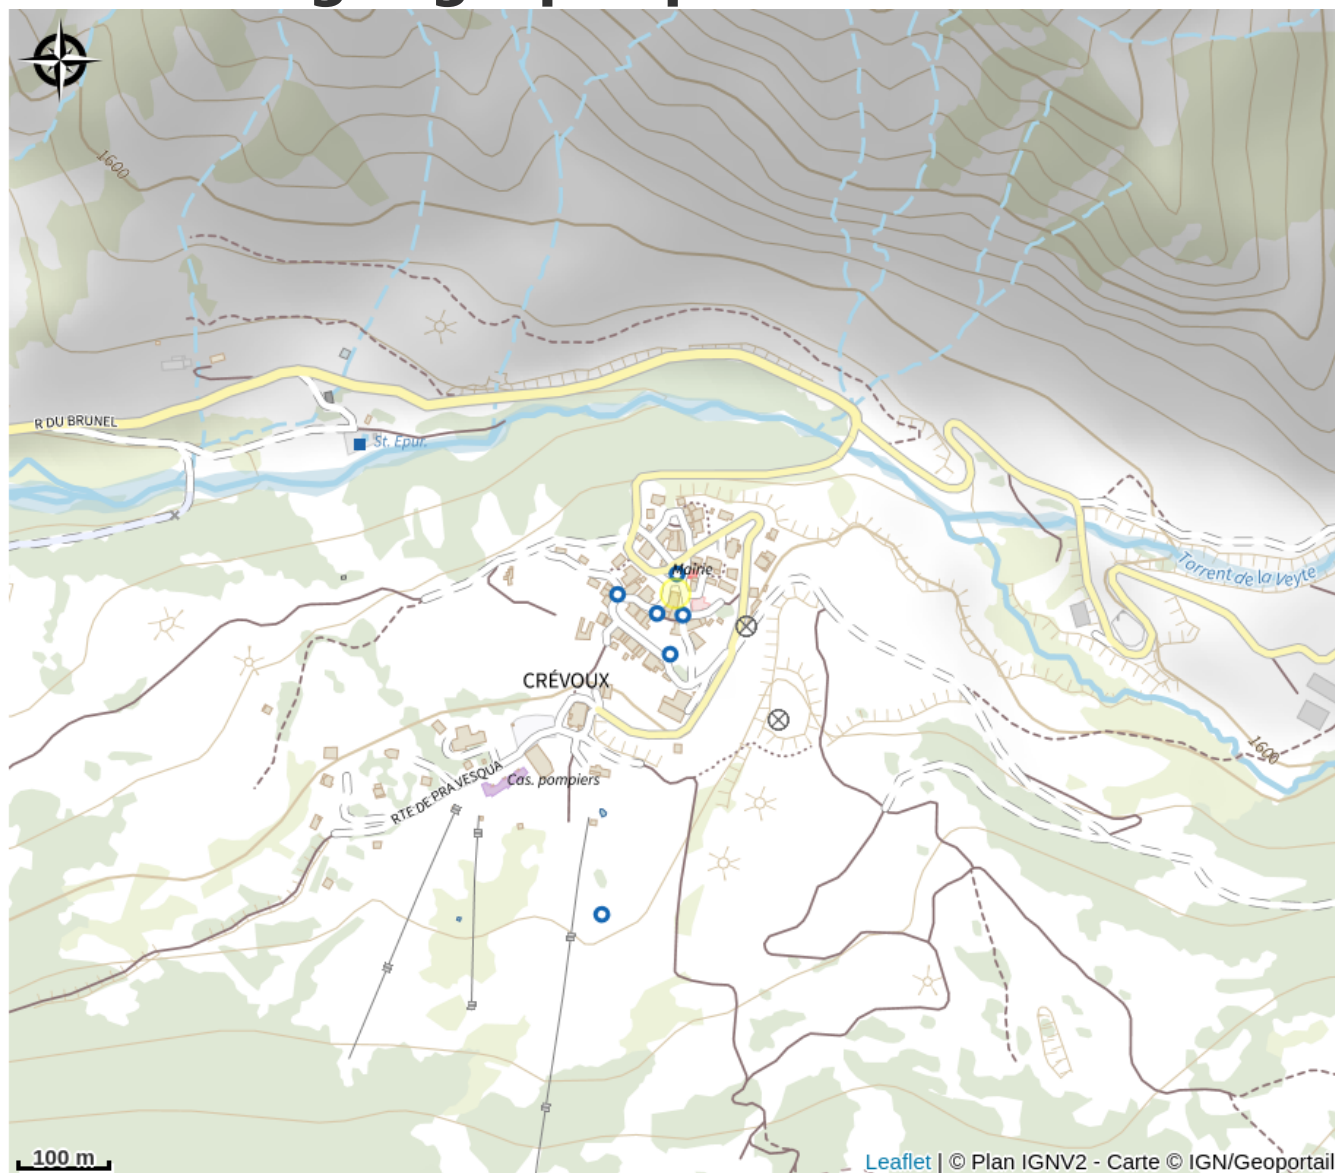 1600
R DU BRUNEL
St. Epur.
Torrent de la Veyte
Mairie
CRÉVOUX
1600
Cas. pompiers
RTE DE PRA VESQUA
100 m
Leaflet | © Plan IGNV2 - Carte © IGN/Geoportail